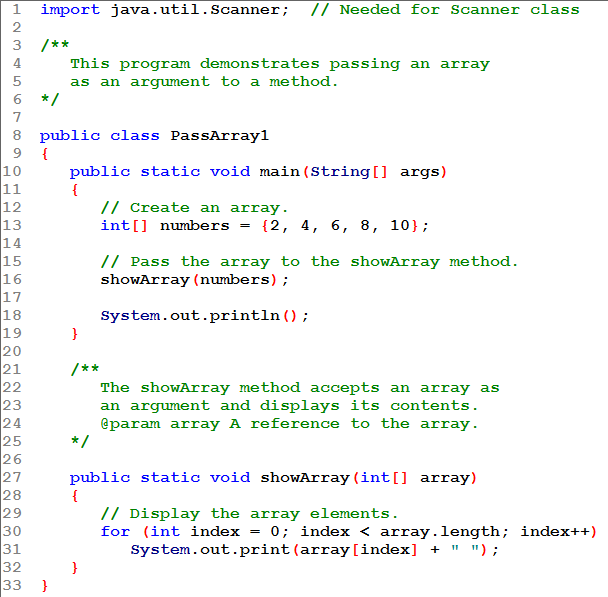 1 import java.util.Scanner;  // Needed for Scanner class
2
3 /**
4    This program demonstrates passing an array
5    as an argument to a method.
6 */
7
8 public class PassArray1
9 {
10    public static void main(String[] args)
11    {
12       // Create an array.
13       int[] numbers = {2, 4, 6, 8, 10};
14
15       // Pass the array to the showArray method.
16       showArray(numbers);
17
18       System.out.println();
19    }
20
21    /**
22       The showArray method accepts an array as
23       an argument and displays its contents.
24       @param array A reference to the array.
25    */
26
27    public static void showArray(int[] array)
28    {
29       // Display the array elements.
30       for (int index = 0; index < array.length; index++)
31          System.out.print(array[index] + " ");
32    }
33 }